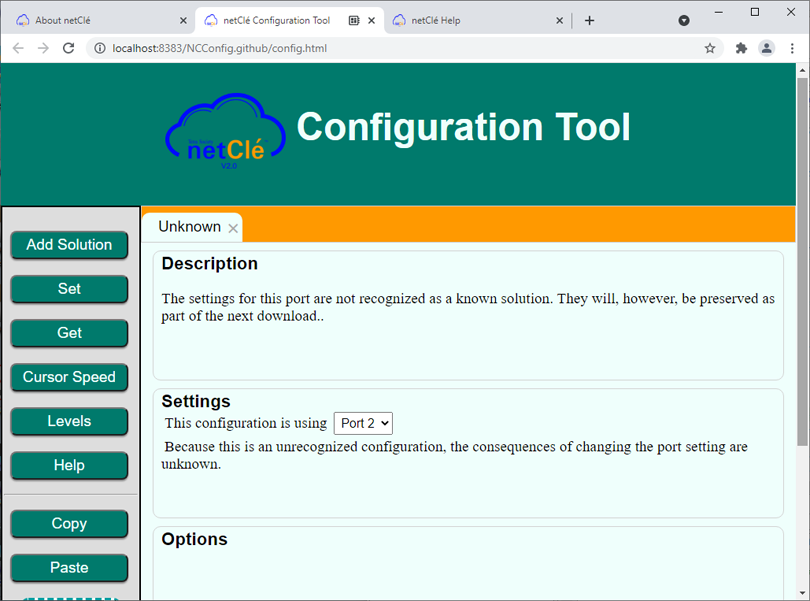 About netClé
netClé Configuration Tool
netClé Help
localhost:8383/NCConfig.github/config.html
netClé
V2.0
Configuration Tool
Unknown
Add Solution
Set
Get
Cursor Speed
Levels
Help
Copy
Paste
Description
The settings for this port are not recognized as a known solution. They will, however, be preserved as
part of the next download..
Settings
This configuration is using Port 2
Because this is an unrecognized configuration, the consequences of changing the port setting are
unknown.
Options